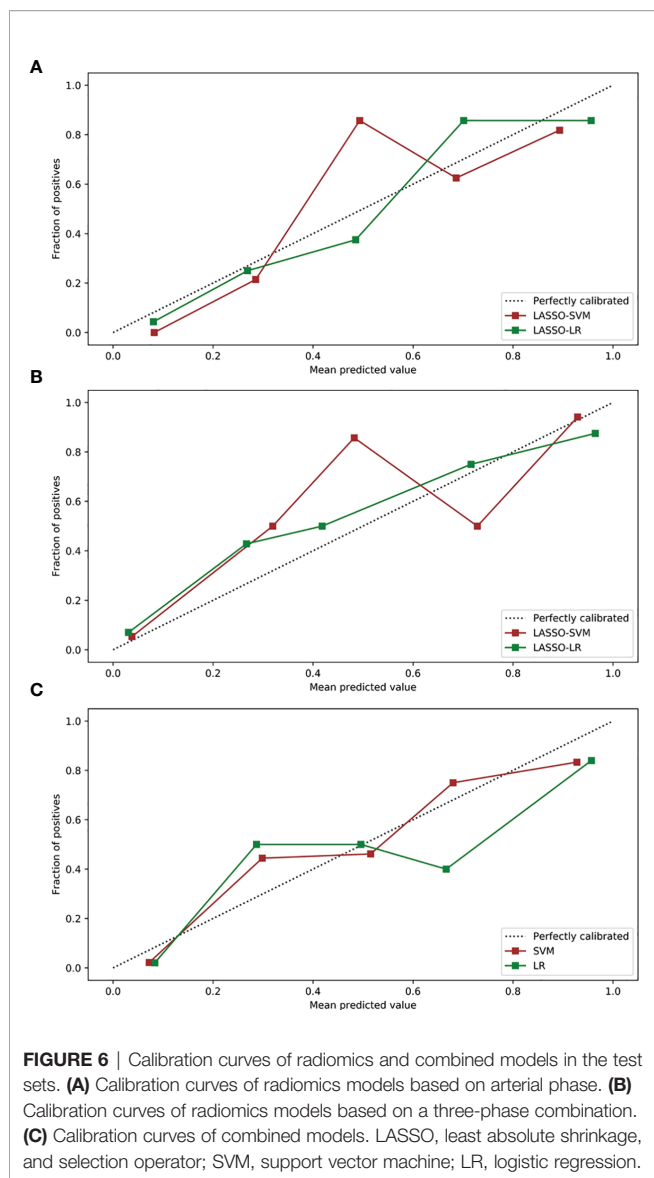 A
1.0
0.8
0.6
0.4
0.2
0.0
Fraction of positives
Perfectly calibrated
LASSO-SVM
LASSO-LR
0.0 0.2 0.4 0.6 0.8 1.0
Mean predicted value
B
1.0
0.8
0.6
0.4
0.2
0.0
Fraction of positives
Perfectly calibrated
LASSO-SVM
LASSO-LR
0.0 0.2 0.4 0.6 0.8 1.0
Mean predicted value
C
1.0
0.8
0.6
0.4
0.2
0.0
Fraction of positives
Perfectly calibrated
SVM
LR
0.0 0.2 0.4 0.6 0.8 1.0
Mean predicted value
FIGURE 6 | Calibration curves of radiomics and combined models in the test
sets. (A) Calibration curves of radiomics models based on arterial phase. (B)
Calibration curves of radiomics models based on a three-phase combination.
(C) Calibration curves of combined models. LASSO, least absolute shrinkage,
and selection operator; SVM, support vector machine; LR, logistic regression.